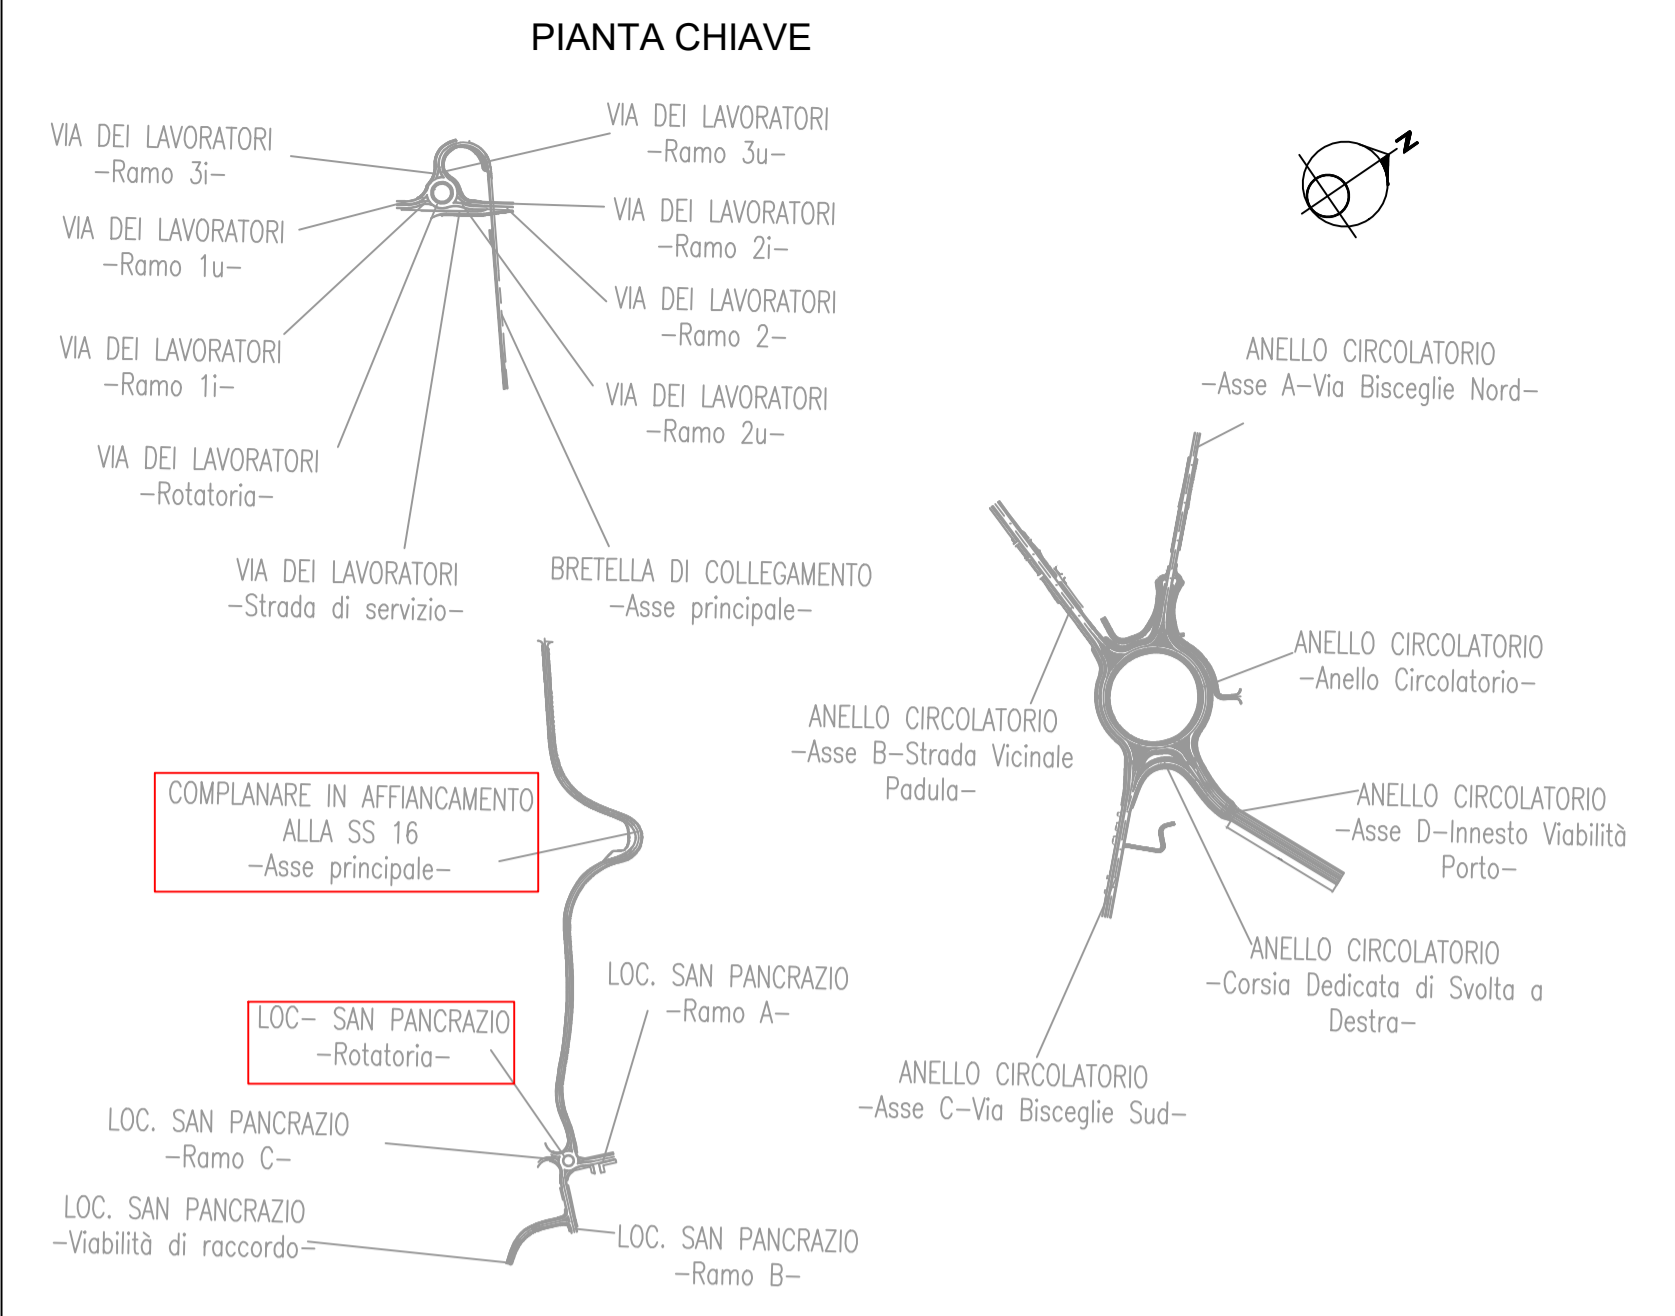 PIANTA CHIAVE
VIA DEI LAVORATORI
-Ramo 3i-
VIA DEI LAVORATORI
-Ramo 3u-
N
VIA DEI LAVORATORI
-Ramo 1u-
VIA DEI LAVORATORI
-Ramo 2i-
VIA DEI LAVORATORI
-Ramo 2-
VIA DEI LAVORATORI
-Ramo 1i-
VIA DEI LAVORATORI
-Ramo 2u-
VIA DEI LAVORATORI
-Rotatoria-
VIA DEI LAVORATORI
-Strada di servizio-
BRETELLA DI COLLEGAMENTO
-Asse principale-
ANELLO CIRCOLATORIO
-Asse A-Via Bisceglie Nord-
ANELLO CIRCOLATORIO
-Anello Circolatorio-
ANELLO CIRCOLATORIO
-Asse B-Strada Vicinale
Padula-
ANELLO CIRCOLATORIO
-Asse D-Innesto Viabilità
Porto-
ANELLO CIRCOLATORIO
-Corsia Dedicata di Svolta a
Destra-
ANELLO CIRCOLATORIO
-Asse C-Via Bisceglie Sud-
COMPLANARE IN AFFIANCAMENTO
ALLA SS 16
-Asse principale-
LOC. SAN PANCRAZIO
-Ramo A-
LOC- SAN PANCRAZIO
-Rotatoria-
LOC. SAN PANCRAZIO
-Ramo C-
LOC. SAN PANCRAZIO
-Viabilità di raccordo-
LOC. SAN PANCRAZIO
-Ramo B-